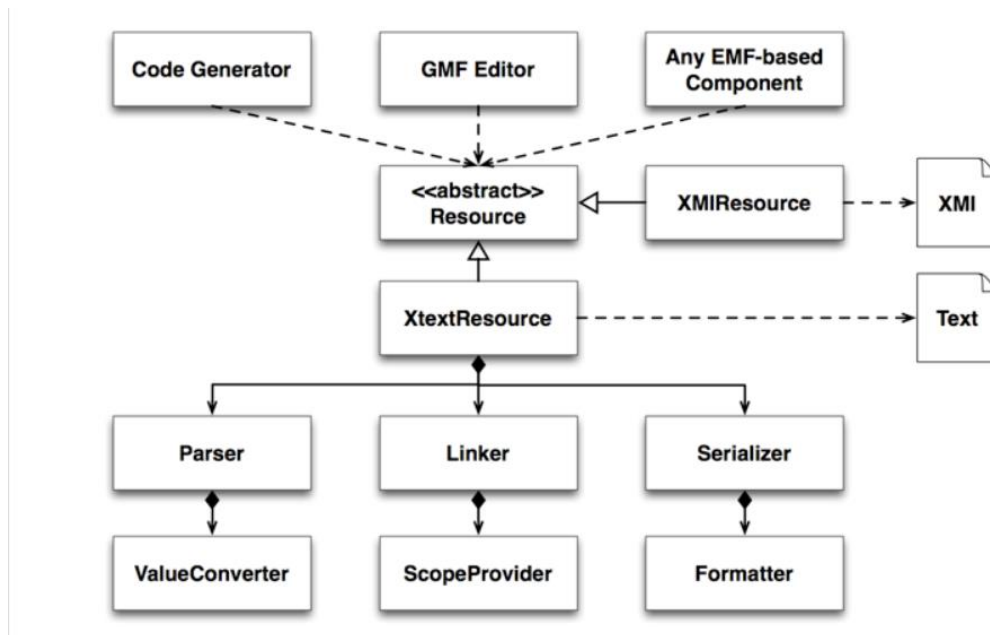 Code Generator
GMF Editor
Any EMF-based
Component
<<abstract>>
Resource
XMIResource
XMI
XtextResource
Text
Parser
Linker
Serializer
ValueConverter
ScopeProvider
Formatter